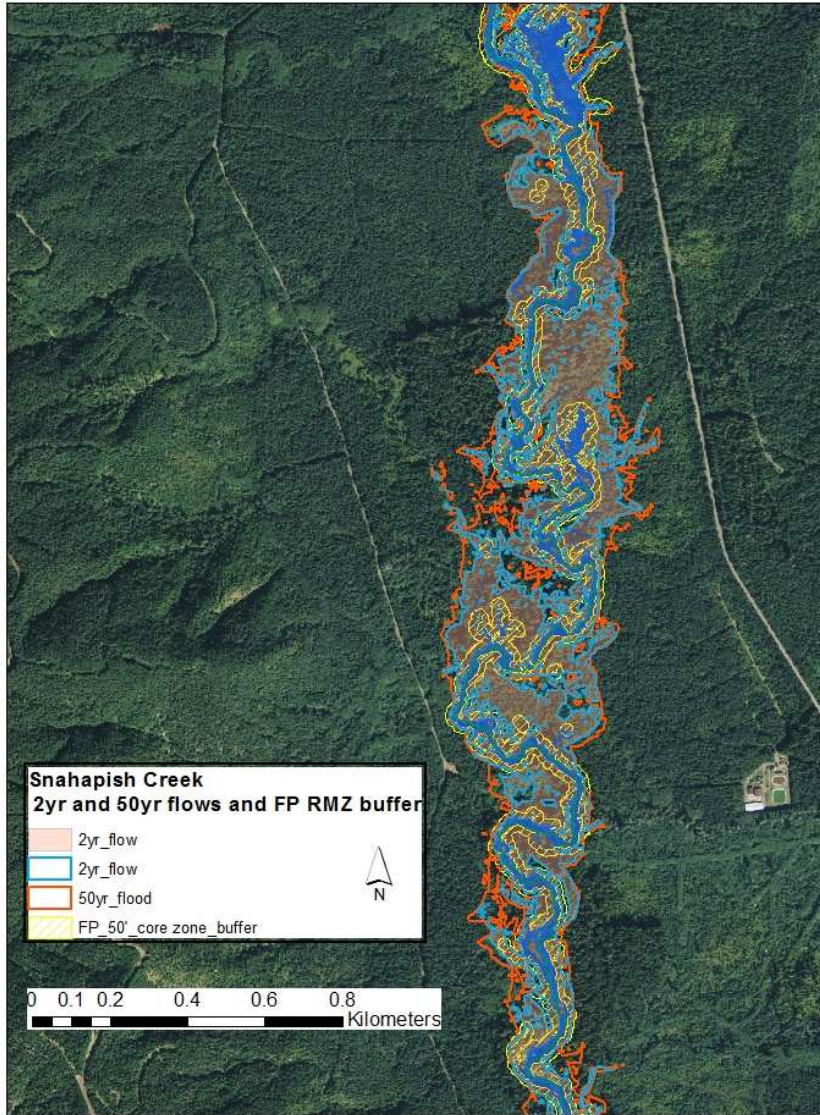 Snahapish Creek
2yr and 50yr flows and FP RMZ buffer
2yr_flow
2yr_flow
50yr_flood
FP_50'_core zone_buffer
N
0 0.1 0.2 0.4 0.6 0.8
Kilometers